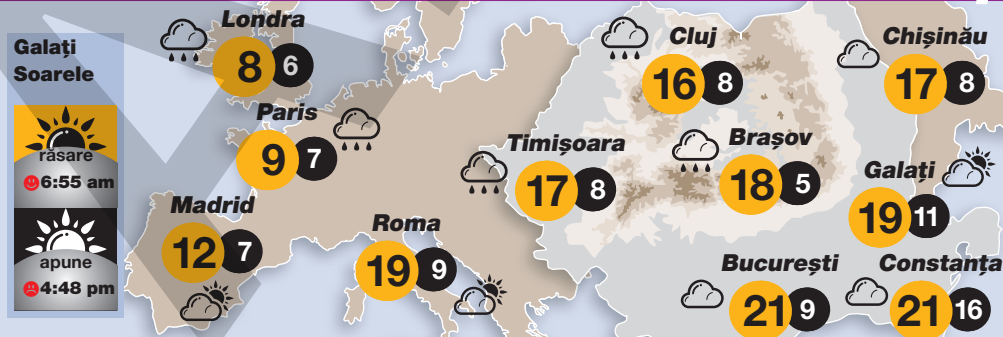 Galați
Soarele
răsare
6:55 am
apune
4:48 pm
Londra
8 6
Paris
9 7
Madrid
12 7
Roma
19 9
Timișoara
17 8
Cluj
16 8
Brașov
18 5
Chișinău
17 8
Galați
19 11
București
21 9
Constanța
21 16